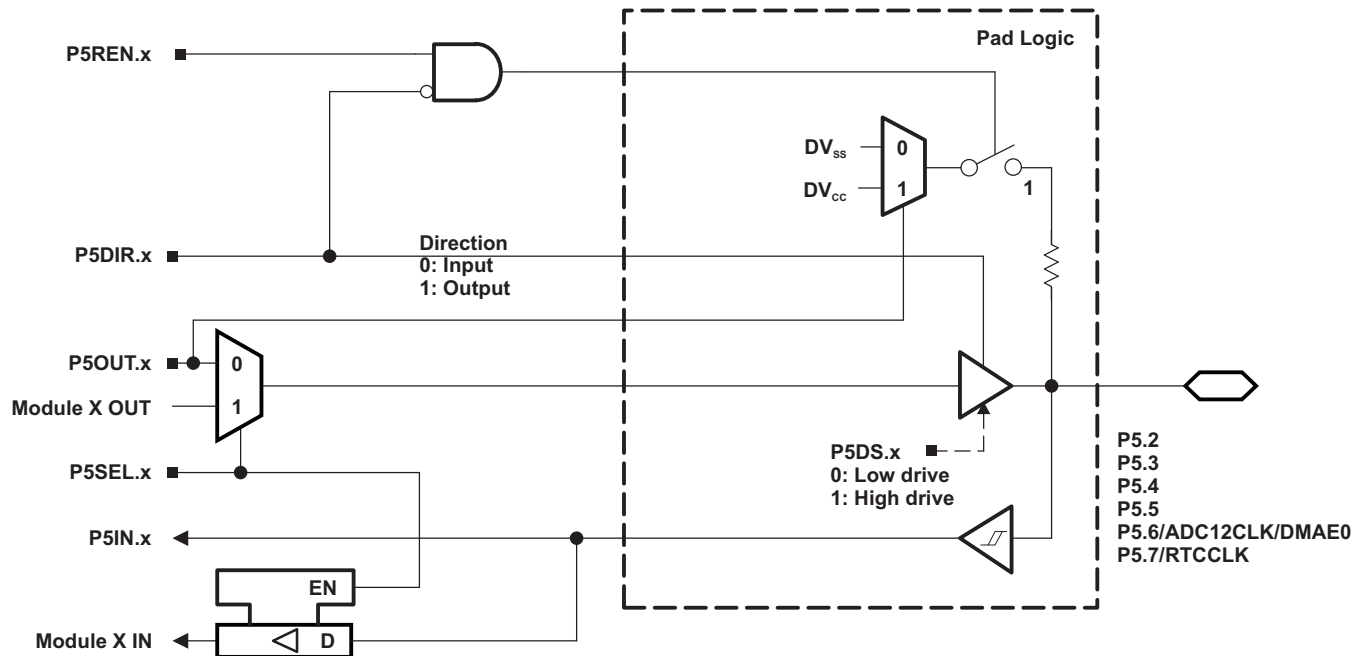 Pad Logic
P5REN.x
DVss
0
DVcc
1
1
P5DIR.x
Direction
0: Input
1: Output
P5OUT.x
0
Module X OUT
1
P5DS.x
0: Low drive
1: High drive
P5SEL.x
P5.2
P5.3
P5.4
P5.5
P5.6/ADC12CLK/DMAE0
P5.7/RTCCLK
P5IN.x
EN
Module X IN
D